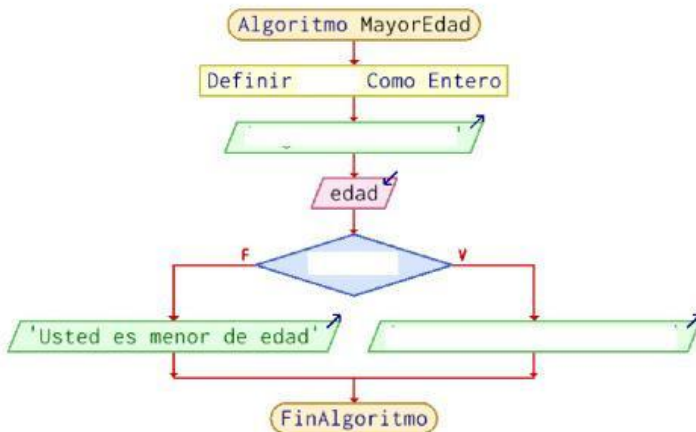 Algoritmo MayorEdad
Definir Como Entero
edad
F V
'Usted es menor de edad'
FinAlgoritmo